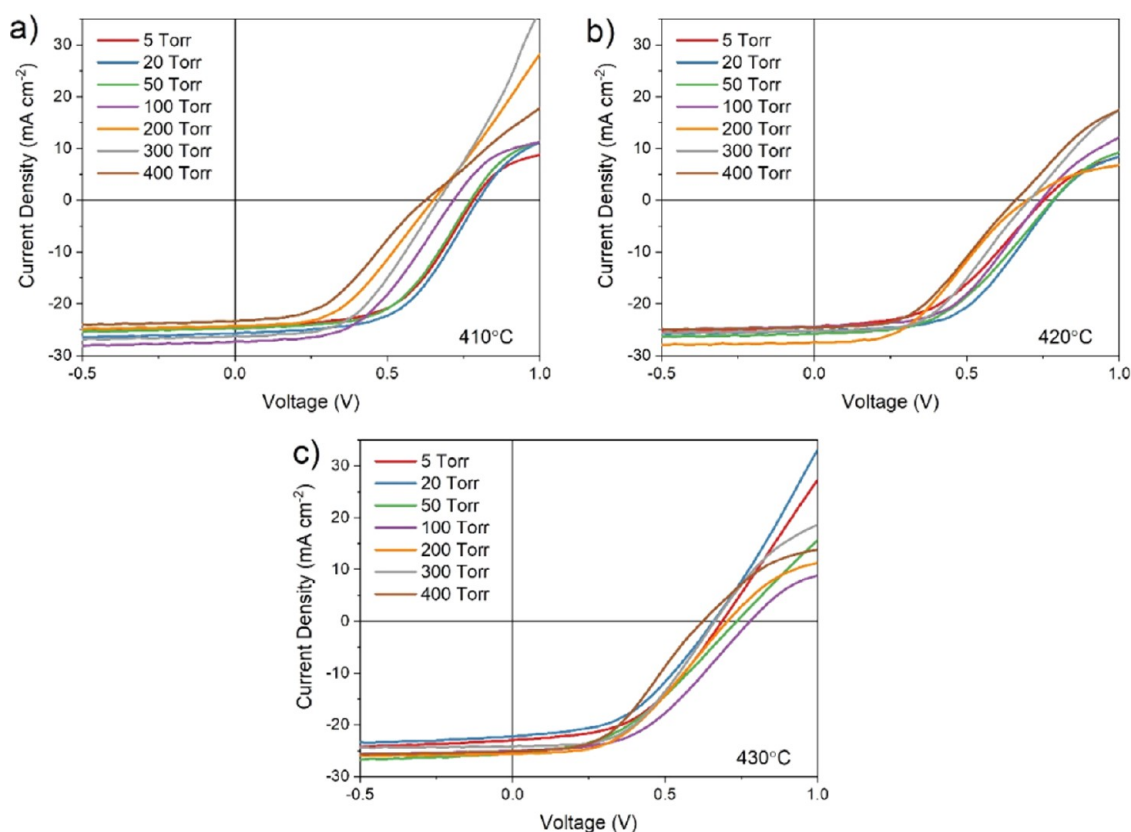 a)
5 Torr
20 Torr
50 Torr
100 Torr
200 Torr
300 Torr
400 Torr
410°C
30
20
10
0
-10
-20
-30
-0.5
0.0
0.5
1.0
Current Density (mA cm⁻²)
Voltage (V)
b)
5 Torr
20 Torr
50 Torr
100 Torr
200 Torr
300 Torr
400 Torr
420°C
30
20
10
0
-10
-20
-30
-0.5
0.0
0.5
1.0
Current Density (mA cm⁻²)
Voltage (V)
c)
5 Torr
20 Torr
50 Torr
100 Torr
200 Torr
300 Torr
400 Torr
430°C
30
20
10
0
-10
-20
-30
-0.5
0.0
0.5
1.0
Current Density (mA cm⁻²)
Voltage (V)